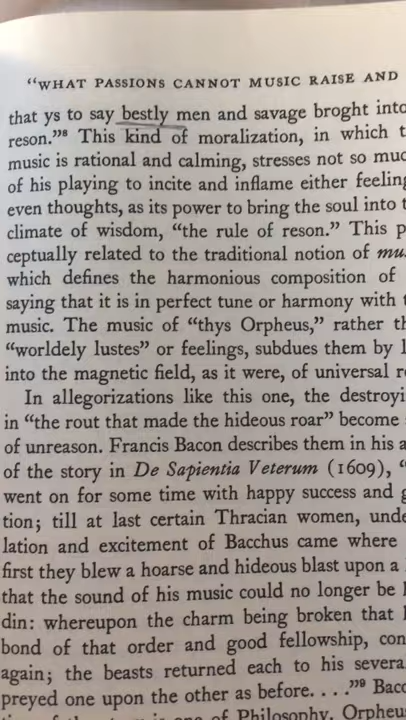 "WHAT PASSIONS CANNOT MUSIC RAISE AND
that ys to say bestly men and savage broght into
reson."⁸ This kind of moralization, in which
music is rational and calming, stresses not so
of his playing to incite and inflame either
even thoughts, as its power to bring the soul into
climate of wisdom, "the rule of reson." This
ceptually related to the traditional notion of
which defines the harmonious composition of
saying that it is in perfect tune or harmony with
music. The music of "thys Orpheus," rather
"worldely lustes" or feelings, subdues them by
into the magnetic field, as it were, of universal
In allegorizations like this one, the
in "the rout that made the hideous roar" become
of unreason. Francis Bacon describes them in his
of the story in De Sapientia Veterum (1609), "
went on for some time with happy success and
tion; till at last certain Thracian women,
lation and excitement of Bacchus came where
first they blew a hoarse and hideous blast upon a
that the sound of his music could no longer be
din: whereupon the charm being broken that
bond of that order and good fellowship,
again; the beasts returned each to his
preyed one upon the other as before. . . ."⁹
of Philosophy,